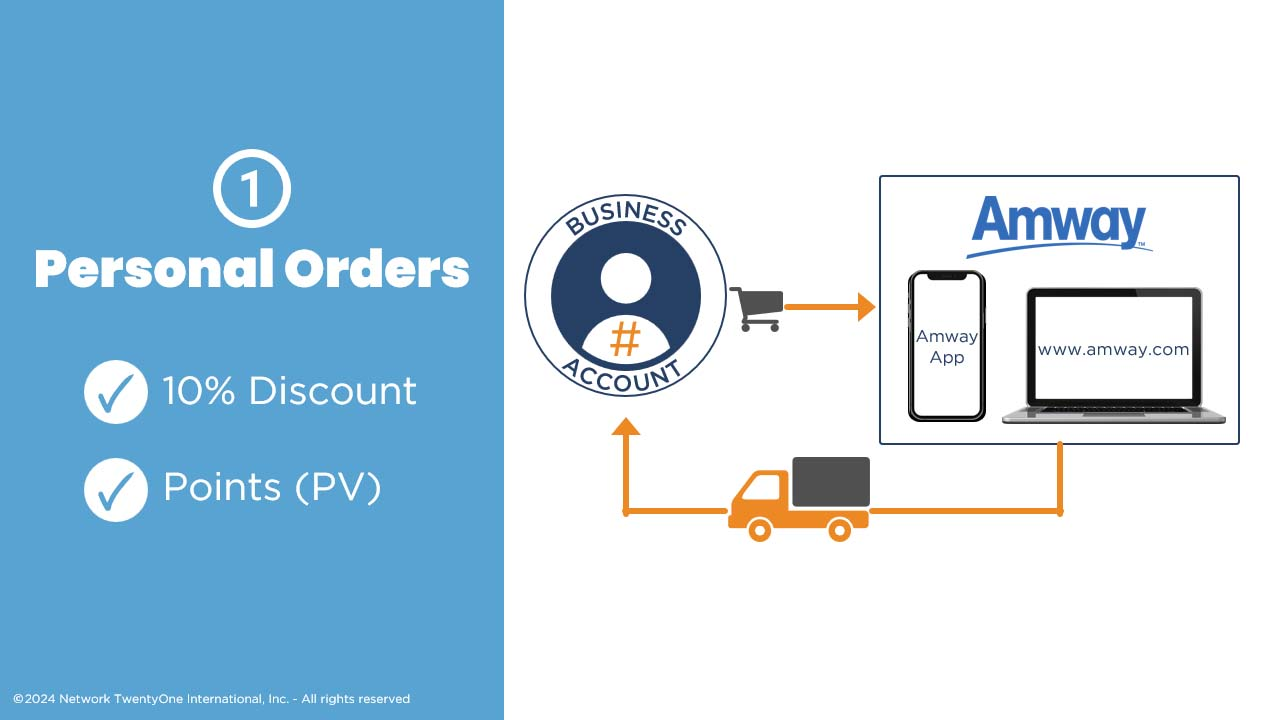 1
Personal Orders
10% Discount
Points (PV)
©2024 Network TwentyOne International, Inc. - All rights reserved
BUSINESS
#
ACCOUNT
Amway™
Amway
App
www.amway.com